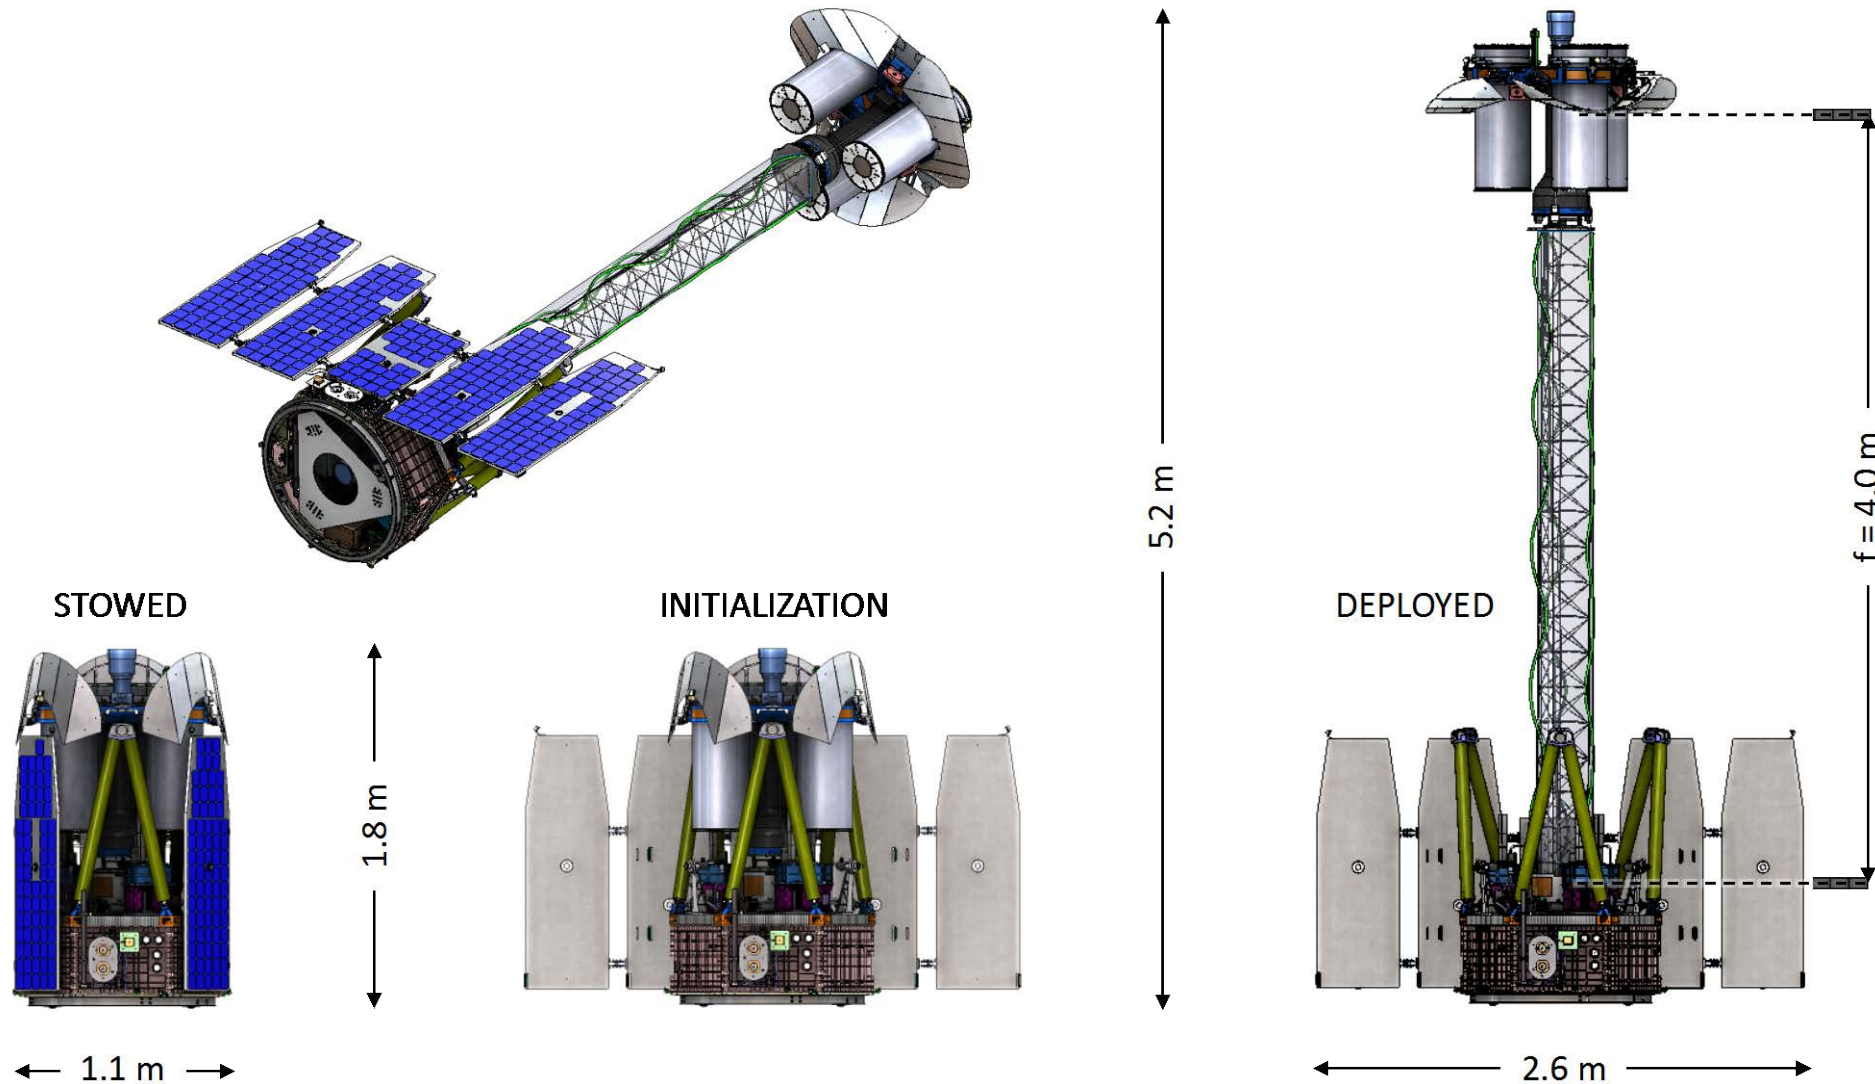 5.2 m
f = 4.0 m
STOWED
INITIALIZATION
DEPLOYED
1.8 m
1.1 m
2.6 m